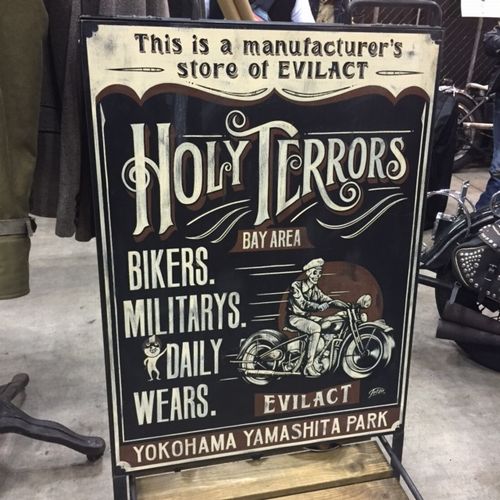 This is a manufacturer's
store of EVILACT
HOLY TERRORS
BAY AREA
BIKERS.
MILITARYS.
DAILY
WEARS.
EVILACT
YOKOHAMA YAMASHITA PARK